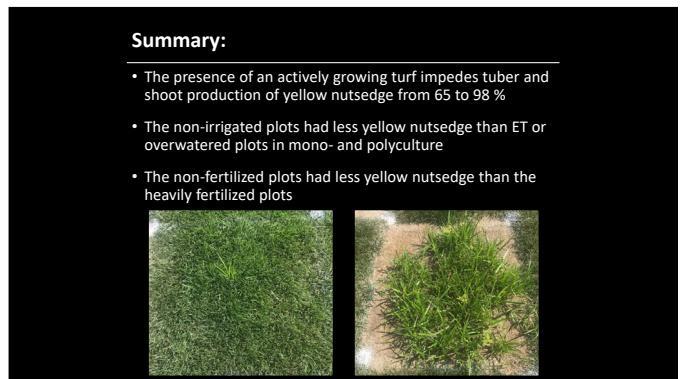 Summary:
• The presence of an actively growing turf impedes tuber and
shoot production of yellow nutsedge from 65 to 98 %
• The non-irrigated plots had less yellow nutsedge than ET or
overwatered plots in mono- and polyculture
• The non-fertilized plots had less yellow nutsedge than the
heavily fertilized plots